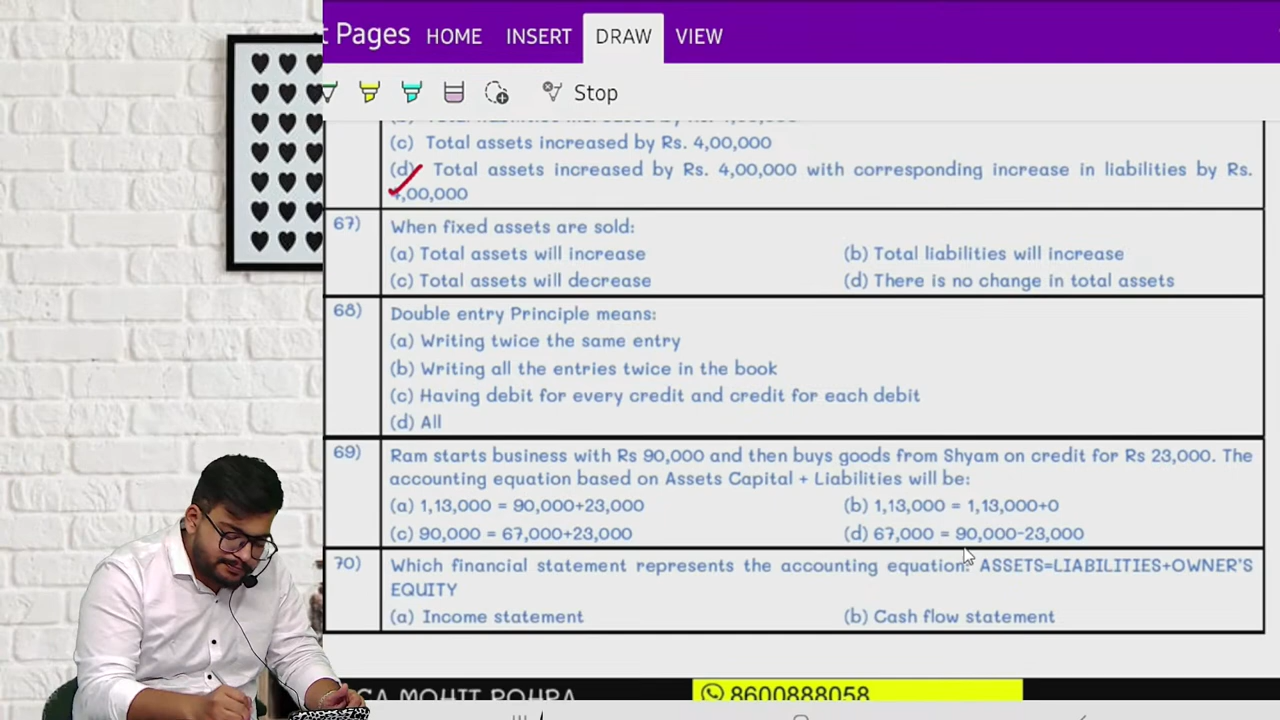 t Pages HOME INSERT DRAW VIEW
Stop
(c) Total assets increased by Rs. 4,00,000
(d) Total assets increased by Rs. 4,00,000 with corresponding increase in liabilities by Rs.
4,00,000
67) When fixed assets are sold:
(a) Total assets will increase (b) Total liabilities will increase
(c) Total assets will decrease (d) There is no change in total assets
68) Double entry Principle means:
(a) Writing twice the same entry
(b) Writing all the entries twice in the book
(c) Having debit for every credit and credit for each debit
(d) All
69) Ram starts business with Rs 90,000 and then buys goods from Shyam on credit for Rs 23,000. The
accounting equation based on Assets Capital + Liabilities will be:
(a) 1,13,000 = 90,000+23,000 (b) 1,13,000 = 1,13,000+0
(c) 90,000 = 67,000+23,000 (d) 67,000 = 90,000-23,000
70) Which financial statement represents the accounting equation: ASSETS=LIABILITIES+OWNER'S
EQUITY
(a) Income statement (b) Cash flow statement
CA MOHIT ROHRA 8600888058